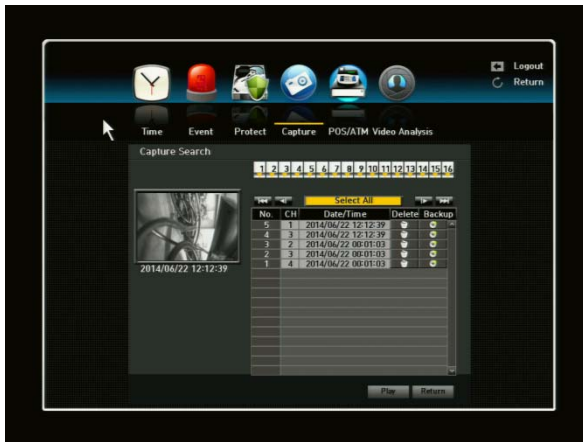 Logout
Return
Time Event Protect Capture POS/ATM Video Analysis
Capture Search
1 2 3 4 5 6 7 8 9 10 11 12 13 14 15 16
Select All
No. CH Date/Time Delete Backup
5 1 2014/06/22 12:12:39
4 3 2014/06/22 12:12:39
3 2 2014/06/22 00:01:03
2 3 2014/06/22 00:01:03
1 4 2014/06/22 00:01:03
2014/06/22 12:12:39
Play Return